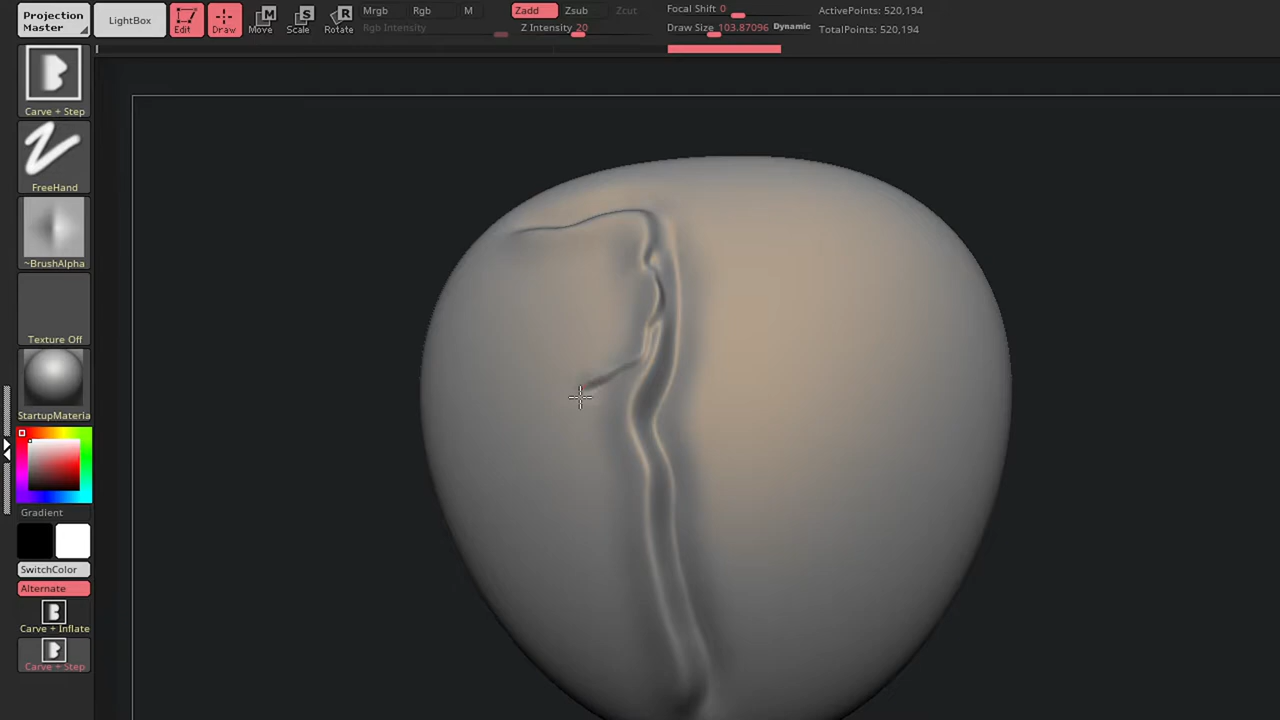 Projection
Master
LightBox
Edit
Draw
Move
Scale
Rotate
Mrgb
Rgb
M
Rgb Intensity
Zadd
Zsub
Zcut
Z Intensity 20
Focal Shift 0
Draw Size 103.87096
Dynamic
ActivePoints: 520,194
TotalPoints: 520,194
Carve + Step
FreeHand
~BrushAlpha
Texture Off
StartupMateria
Gradient
SwitchColor
Alternate
Carve + Inflate
Carve + Step